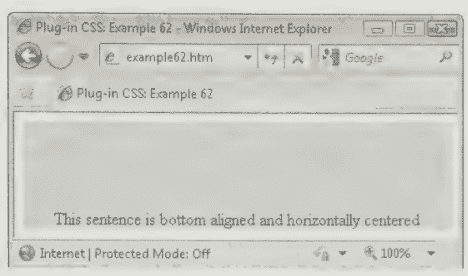 Plug-in CSS: Example 62 - Windows Internet Explorer
example62.htm
Google
Plug-in CSS: Example 62
This sentence is bottom aligned and horizontally centered
Internet | Protected Mode: Off
100%